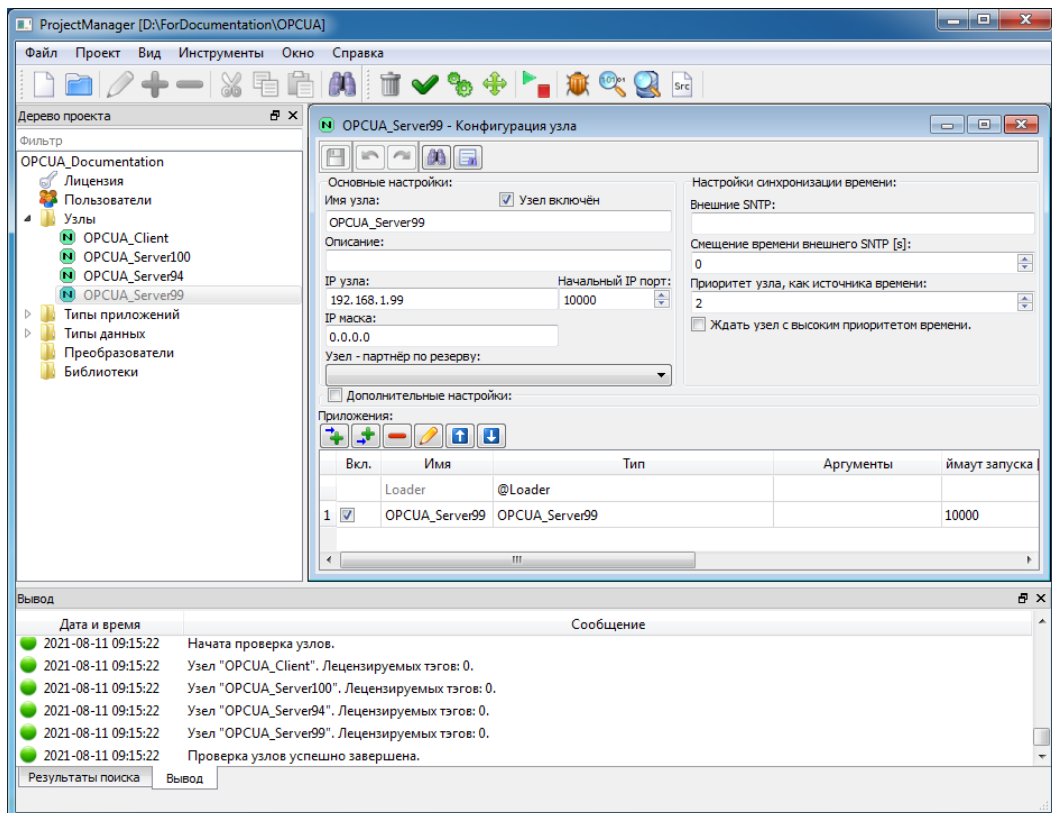 ProjectManager [D:\ForDocumentation\OPCUA]
Файл Проект Вид Инструменты Окно Справка
Src
Дерево проекта
Фильтр
OPCUA_Documentation
Лицензия
Пользователи
Узлы
OPCUA_Client
OPCUA_Server100
OPCUA_Server94
OPCUA_Server99
Типы приложений
Типы данных
Преобразователи
Библиотеки
OPCUA_Server99 - Конфигурация узла
Основные настройки:
Имя узла: Узел включён
OPCUA_Server99
Описание:
IP узла: Начальный IP порт:
192.168.1.99 10000
IP маска:
0.0.0.0
Узел - партнёр по резерву:
Настройки синхронизации времени:
Внешние SNTP:
Смещение времени внешнего SNTP [s]:
0
Приоритет узла, как источника времени:
2
Ждать узел с высоким приоритетом времени.
Дополнительные настройки:
Приложения:
Вкл. Имя Тип Аргументы ймаут запуска [
Loader @Loader
1 OPCUA_Server99 OPCUA_Server99 10000
Вывод
Дата и время Сообщение
2021-08-11 09:15:22 Начата проверка узлов.
2021-08-11 09:15:22 Узел "OPCUA_Client". Лецензируемых тэгов: 0.
2021-08-11 09:15:22 Узел "OPCUA_Server100". Лецензируемых тэгов: 0.
2021-08-11 09:15:22 Узел "OPCUA_Server94". Лецензируемых тэгов: 0.
2021-08-11 09:15:22 Узел "OPCUA_Server99". Лецензируемых тэгов: 0.
2021-08-11 09:15:22 Проверка узлов успешно завершена.
Результаты поиска Вывод